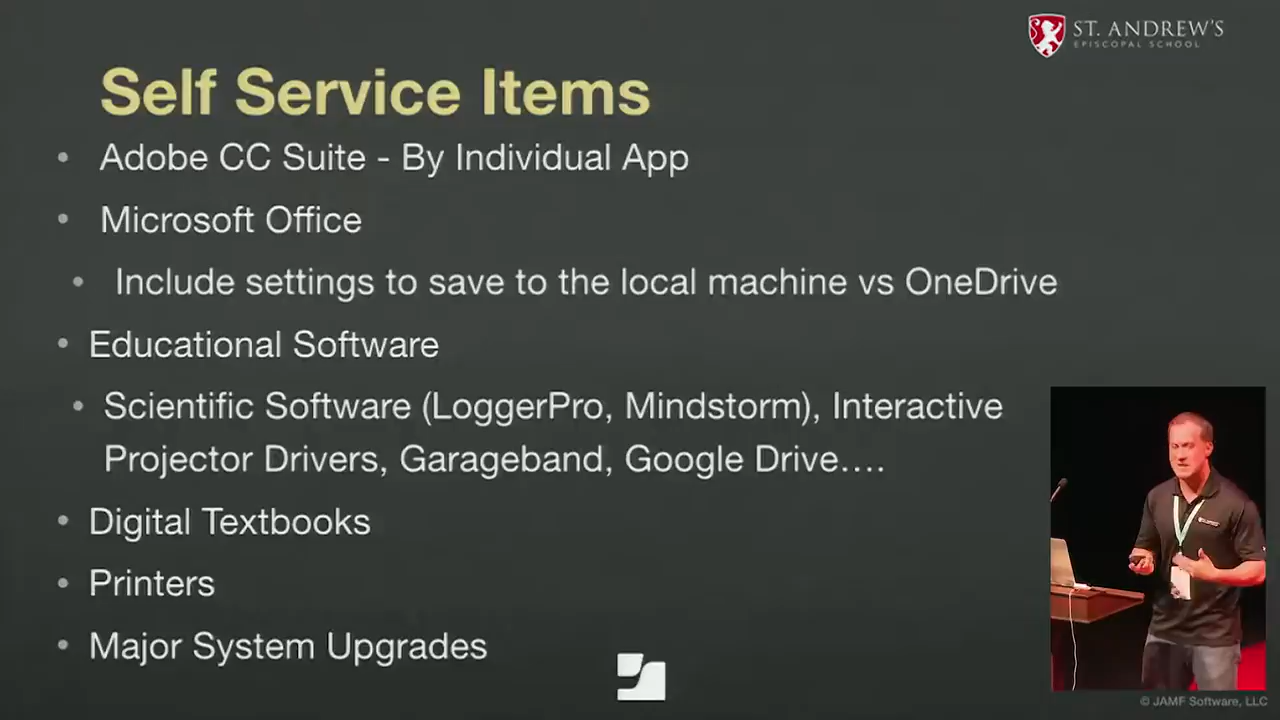 ST. ANDREW'S
EPISCOPAL SCHOOL
Self Service Items
• Adobe CC Suite - By Individual App
• Microsoft Office
• Include settings to save to the local machine vs OneDrive
• Educational Software
• Scientific Software (LoggerPro, Mindstorm), Interactive
Projector Drivers, Garageband, Google Drive….
• Digital Textbooks
• Printers
• Major System Upgrades
© JAMF Software, LLC